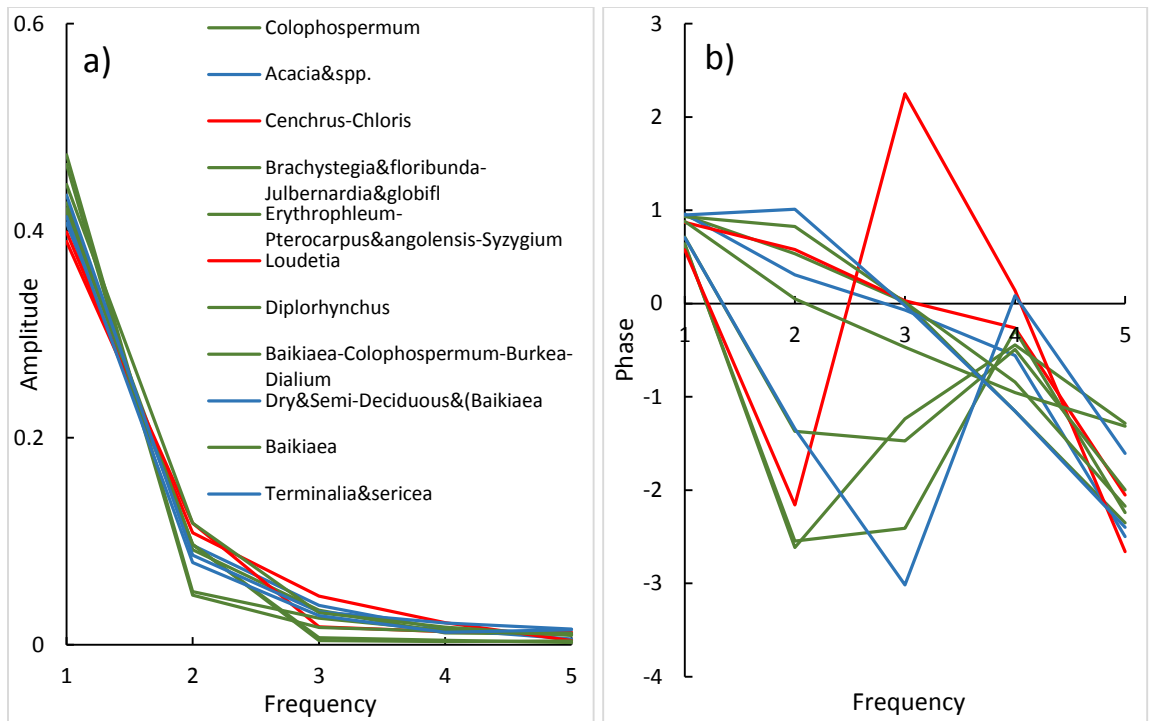 a)
0.6
0.4
0.2
0
Amplitude
1 2 3 4 5
Frequency
Colophospermum
Acacia&spp.
Cenchrus-Chloris
Brachystegia&floribunda-
Julbernardia&globifl
Erythrophleum-
Pterocarpus&angolensis-Syzygium
Loudetia
Diplorhynchus
Baikiaea-Colophospermum-Burkea-
Dialium
Dry&Semi-Deciduous&(Baikiaea
Baikiaea
Terminalia&sericea
b)
3
2
1
0
-1
-2
-3
-4
Phase
1 2 3 4 5
Frequency